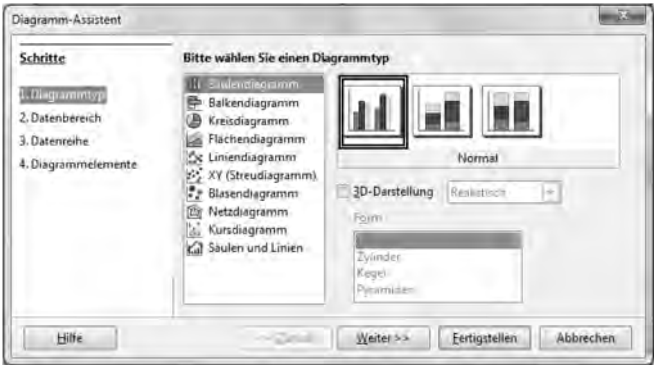 Diagramm-Assistent
Schritte
1. Diagrammtyp
2. Datenbereich
3. Datenreihe
4. Diagrammelemente
Bitte wählen Sie einen Diagrammtyp
Säulendiagramm
Balkendiagramm
Kreisdiagramm
Flächendiagramm
Liniendiagramm
XY (Streudiagramm)
Blasendiagramm
Netzdiagramm
Kursdiagramm
Säulen und Linien
Normal
3D-Darstellung
Realistisch
Form
Zylinder
Kegel
Pyramiden
Hilfe
<< Zurück
Weiter >>
Fertigstellen
Abbrechen